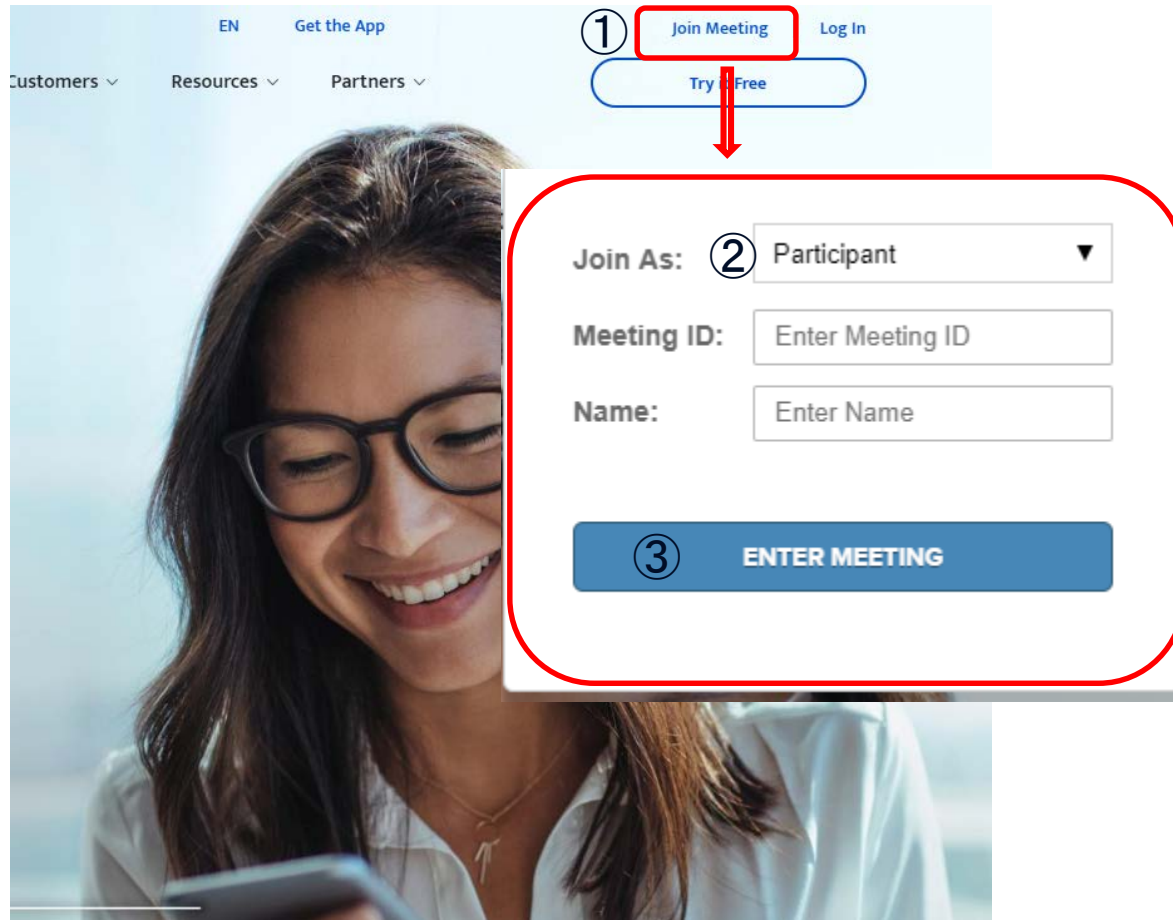 EN Get the App ① Join Meeting Log In
Customers Resources Partners Try it Free
Join As: ② Participant
Meeting ID: Enter Meeting ID
Name: Enter Name
③ ENTER MEETING